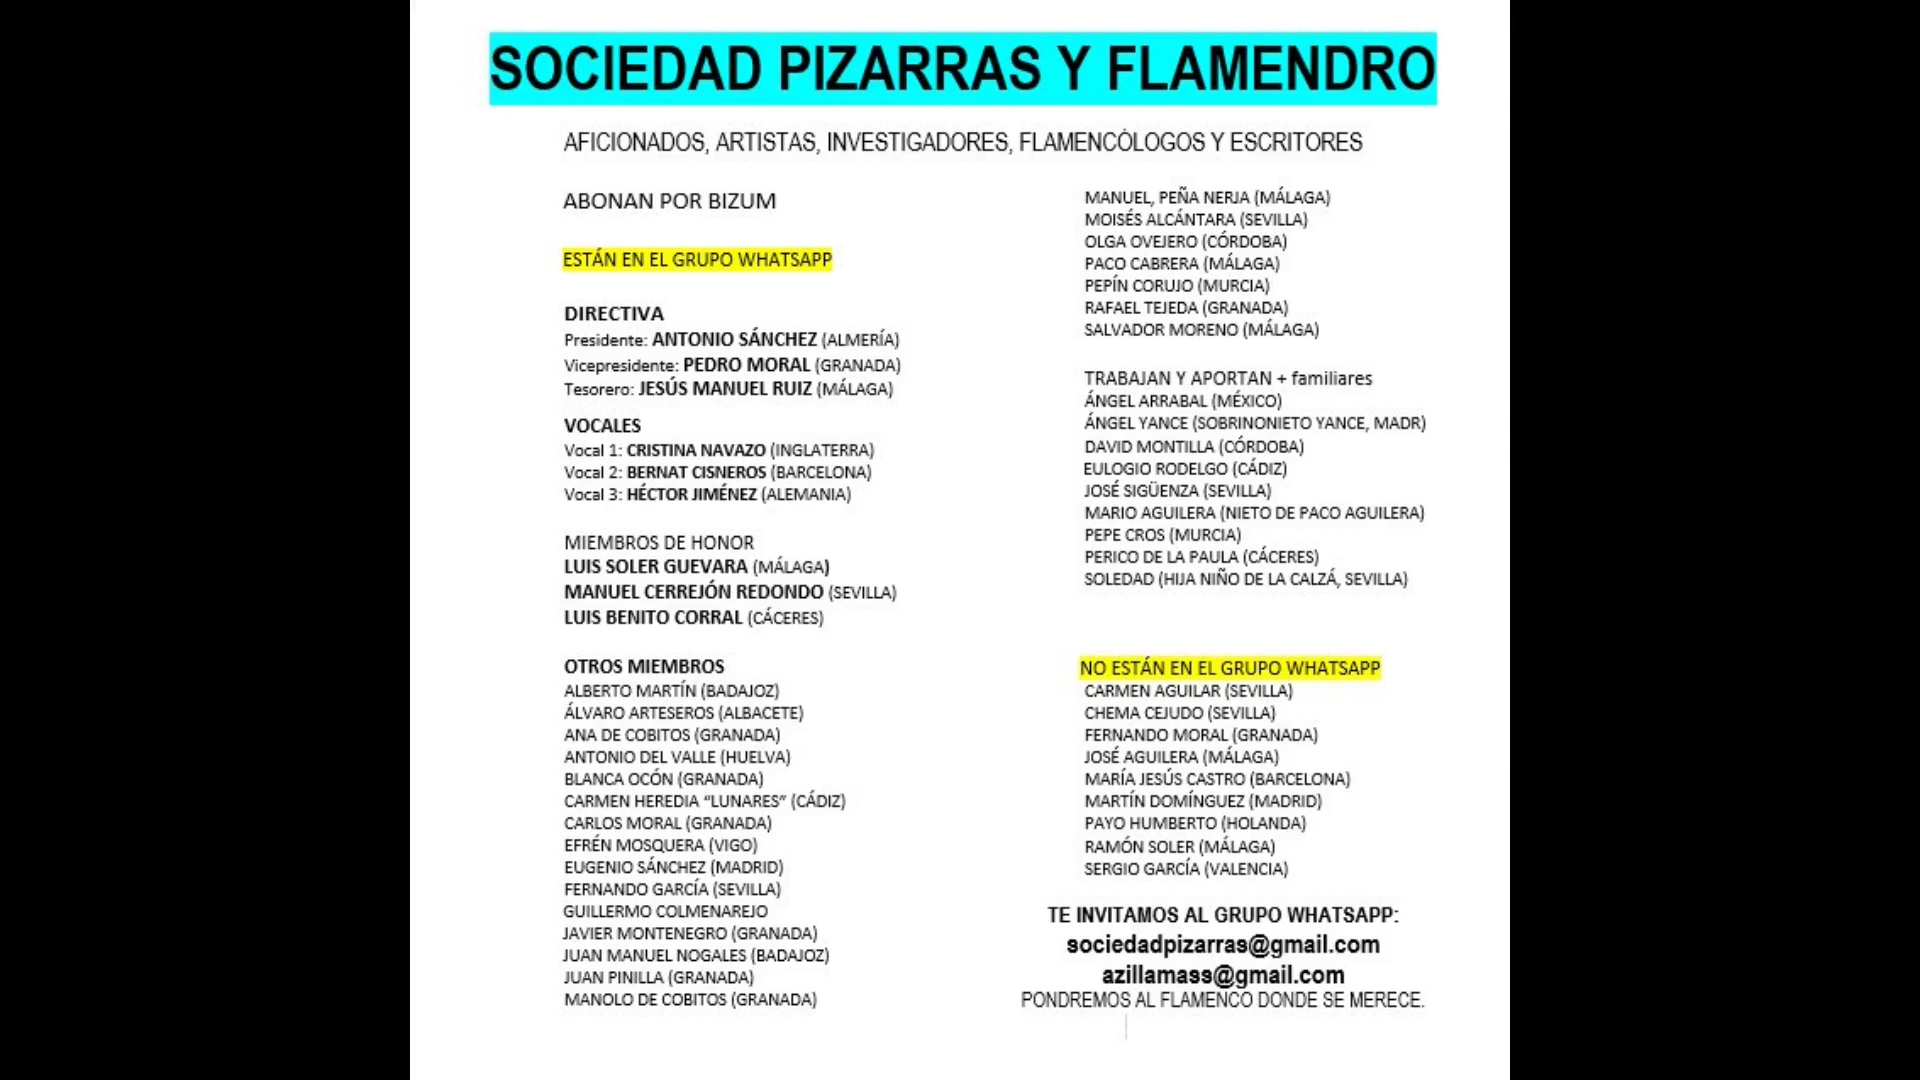 SOCIEDAD PIZARRAS Y FLAMENDRO
AFICIONADOS, ARTISTAS, INVESTIGADORES, FLAMENCÓLOGOS Y ESCRITORES
ABONAN POR BIZUM
ESTÁN EN EL GRUPO WHATSAPP
DIRECTIVA
Presidente: ANTONIO SÁNCHEZ (ALMERÍA)
Vicepresidente: PEDRO MORAL (GRANADA)
Tesorero: JESÚS MANUEL RUIZ (MÁLAGA)
VOCALES
Vocal 1: CRISTINA NAVAZO (INGLATERRA)
Vocal 2: BERNAT CISNEROS (BARCELONA)
Vocal 3: HÉCTOR JIMÉNEZ (ALEMANIA)
MIEMBROS DE HONOR
LUIS SOLER GUEVARA (MÁLAGA)
MANUEL CERREJÓN REDONDO (SEVILLA)
LUIS BENITO CORRAL (CÁCERES)
OTROS MIEMBROS
ALBERTO MARTÍN (BADAJOZ)
ÁLVARO ARTESEROS (ALBACETE)
ANA DE COBITOS (GRANADA)
ANTONIO DEL VALLE (HUELVA)
BLANCA OCÓN (GRANADA)
CARMEN HEREDIA “LUNARES” (CÁDIZ)
CARLOS MORAL (GRANADA)
EFRÉN MOSQUERA (VIGO)
EUGENIO SÁNCHEZ (MADRID)
FERNANDO GARCÍA (SEVILLA)
GUILLERMO COLMENAREJO
JAVIER MONTENEGRO (GRANADA)
JUAN MANUEL NOGALES (BADAJOZ)
JUAN PINILLA (GRANADA)
MANOLO DE COBITOS (GRANADA)
MANUEL, PEÑA NERJA (MÁLAGA)
MOISÉS ALCÁNTARA (SEVILLA)
OLGA OVEJERO (CÓRDOBA)
PACO CABRERA (MÁLAGA)
PEPÍN CORUJO (MURCIA)
RAFAEL TEJEDA (GRANADA)
SALVADOR MORENO (MÁLAGA)
TRABAJAN Y APORTAN + familiares
ÁNGEL ARRABAL (MÉXICO)
ÁNGEL YANCE (SOBRINONIETO YANCE, MADR)
DAVID MONTILLA (CÓRDOBA)
EULOGIO RODELGO (CÁDIZ)
JOSÉ SIGÜENZA (SEVILLA)
MARIO AGUILERA (NIETO DE PACO AGUILERA)
PEPE CROS (MURCIA)
PERICO DE LA PAULA (CÁCERES)
SOLEDAD (HIJA NIÑO DE LA CALZÁ, SEVILLA)
NO ESTÁN EN EL GRUPO WHATSAPP
CARMEN AGUILAR (SEVILLA)
CHEMA CEJUDO (SEVILLA)
FERNANDO MORAL (GRANADA)
JOSÉ AGUILERA (MÁLAGA)
MARÍA JESÚS CASTRO (BARCELONA)
MARTÍN DOMÍNGUEZ (MADRID)
PAYO HUMBERTO (HOLANDA)
RAMÓN SOLER (MÁLAGA)
SERGIO GARCÍA (VALENCIA)
TE INVITAMOS AL GRUPO WHATSAPP:
sociedadpizarras@gmail.com
azillamass@gmail.com
PONDREMOS AL FLAMENCO DONDE SE MERECE.